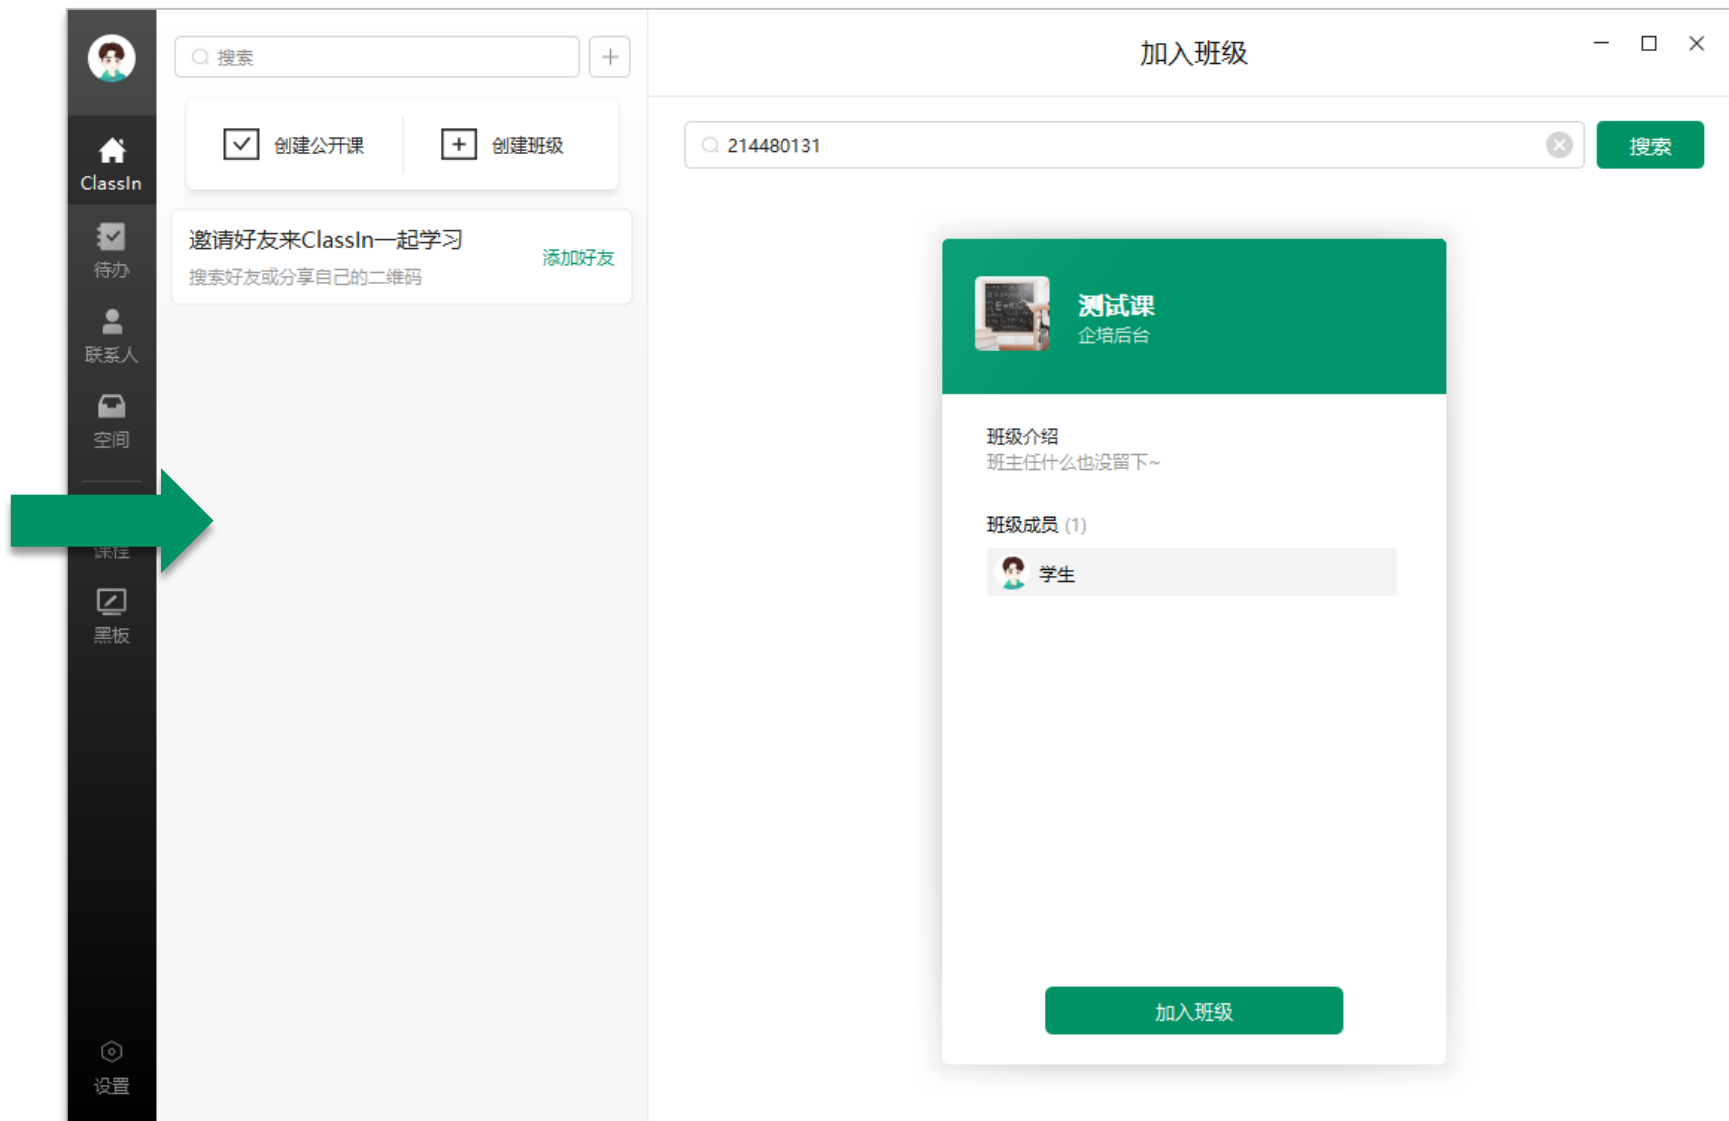 搜索
创建公开课
创建班级
邀请好友来ClassIn一起学习
搜索好友或分享自己的二维码
添加好友
ClassIn
待办
联系人
空间
课程
黑板
设置
加入班级
214480131
搜索
测试课
企培后台
班级介绍
班主任什么也没留下~
班级成员 (1)
学生
加入班级